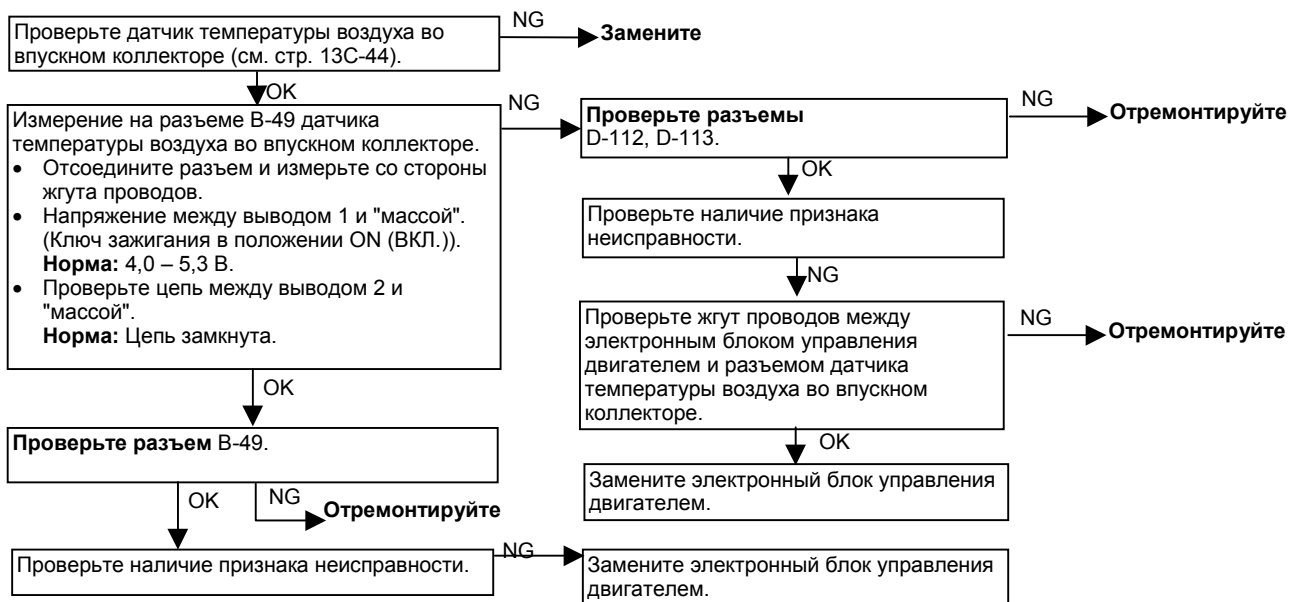 Проверьте датчик температуры воздуха во
впускном коллекторе (см. стр. 13С-44).
NG
Замените
OK
Измерение на разъеме В-49 датчика
температуры воздуха во впускном коллекторе.
• Отсоедините разъем и измерьте со стороны
жгута проводов.
• Напряжение между выводом 1 и "массой".
(Ключ зажигания в положении ON (ВКЛ.)).
Норма: 4,0 – 5,3 В.
• Проверьте цепь между выводом 2 и
"массой".
Норма: Цепь замкнута.
NG
Проверьте разъемы
D-112, D-113.
NG
Отремонтируйте
OK
Проверьте наличие признака
неисправности.
NG
Проверьте жгут проводов между
электронным блоком управления
двигателем и разъемом датчика
температуры воздуха во впускном
коллекторе.
NG
Отремонтируйте
OK
Замените электронный блок управления
двигателем.
OK
Проверьте разъем В-49.
OK
NG
Отремонтируйте
Проверьте наличие признака неисправности.
NG
Замените электронный блок управления
двигателем.